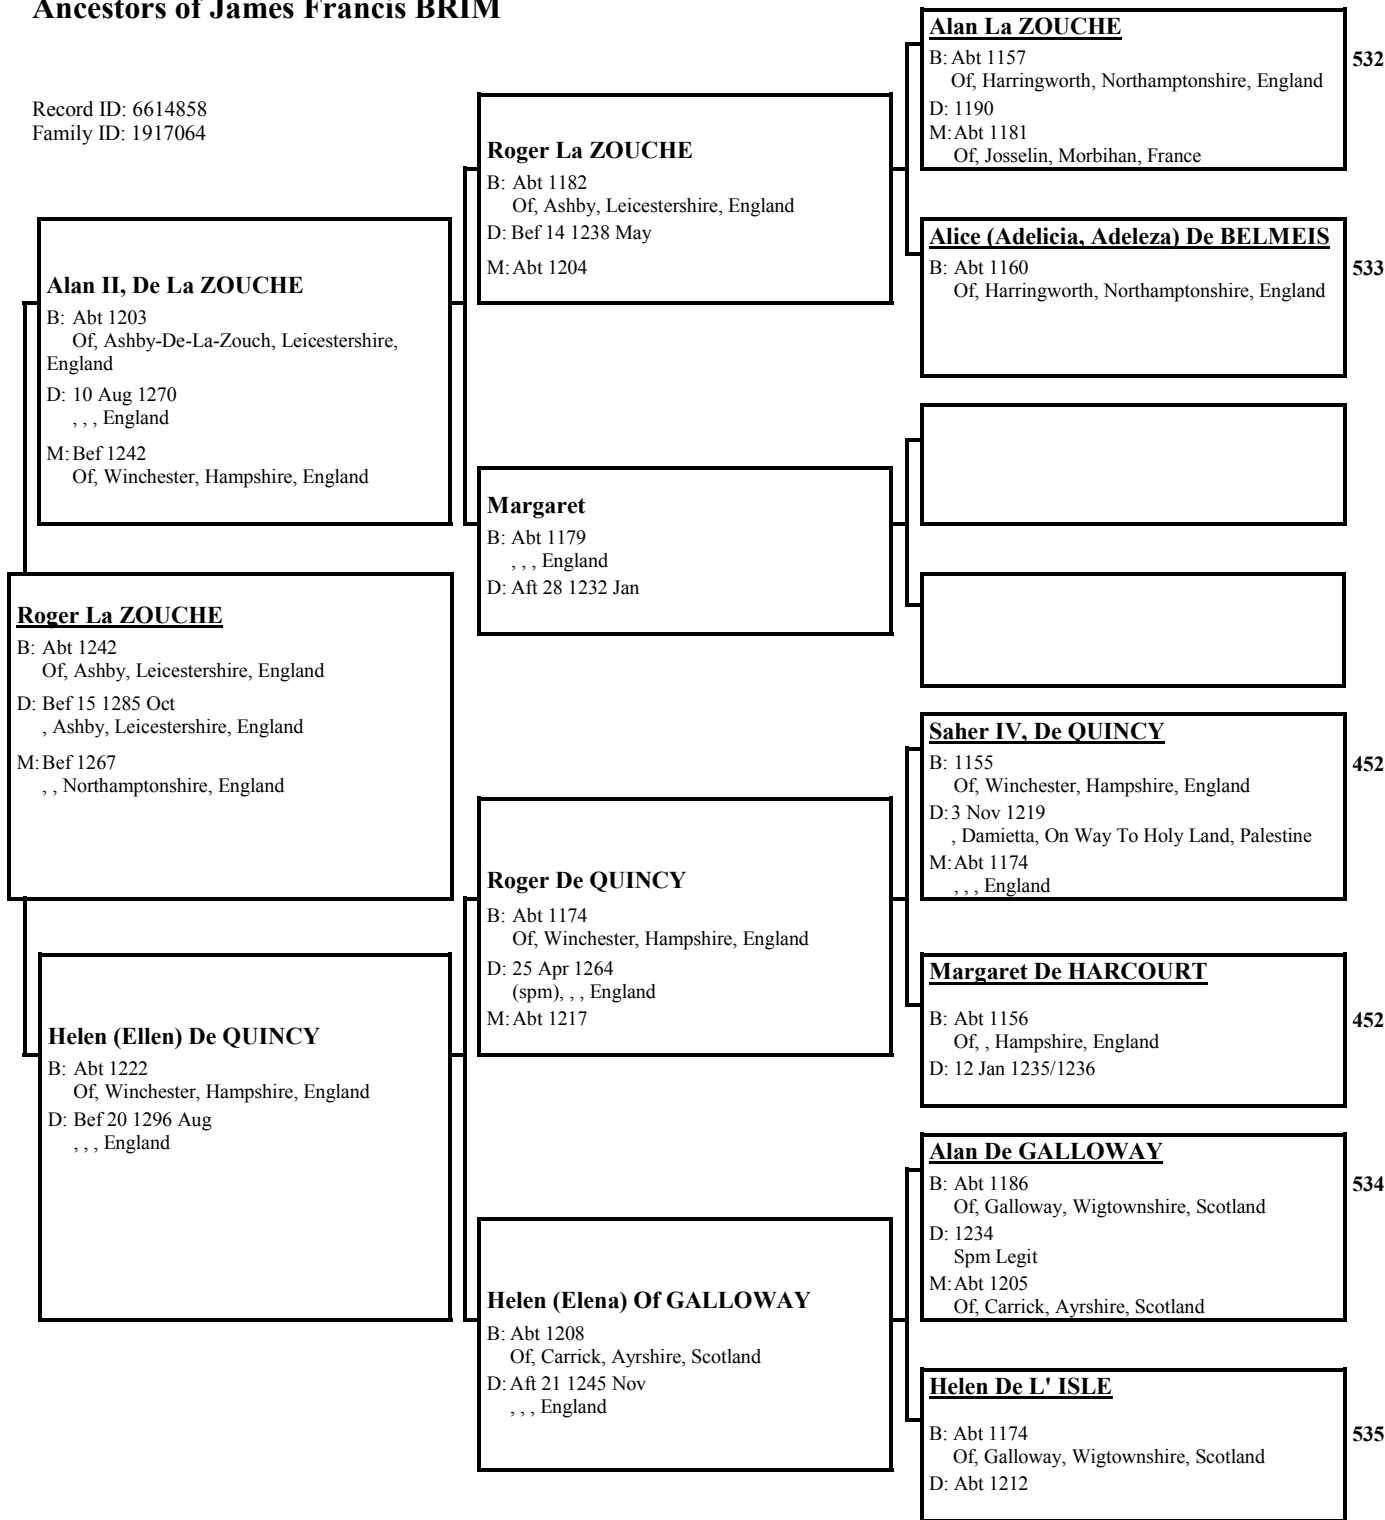 Ancestors of James Francis BRIM
Record ID: 6614858
Family ID: 1917064
Roger La ZOUCHE
B: Abt 1242
Of, Ashby, Leicestershire, England
D: Bef 15 1285 Oct
, Ashby, Leicestershire, England
M: Bef 1267
, , Northamptonshire, England
Alan II, De La ZOUCHE
B: Abt 1203
Of, Ashby-De-La-Zouch, Leicestershire,
England
D: 10 Aug 1270
, , , England
M: Bef 1242
Of, Winchester, Hampshire, England
Helen (Ellen) De QUINCY
B: Abt 1222
Of, Winchester, Hampshire, England
D: Bef 20 1296 Aug
, , , England
Roger La ZOUCHE
B: Abt 1182
Of, Ashby, Leicestershire, England
D: Bef 14 1238 May
M: Abt 1204
Margaret
B: Abt 1179
, , , England
D: Aft 28 1232 Jan
Roger De QUINCY
B: Abt 1174
Of, Winchester, Hampshire, England
D: 25 Apr 1264
(spm), , , England
M: Abt 1217
Helen (Elena) Of GALLOWAY
B: Abt 1208
Of, Carrick, Ayrshire, Scotland
D: Aft 21 1245 Nov
, , , England
Alan La ZOUCHE
B: Abt 1157
Of, Harringworth, Northamptonshire, England
D: 1190
M: Abt 1181
Of, Josselin, Morbihan, France
532
Alice (Adelicia, Adeleza) De BELMEIS
B: Abt 1160
Of, Harringworth, Northamptonshire, England
533
Saher IV, De QUINCY
B: 1155
Of, Winchester, Hampshire, England
D: 3 Nov 1219
, Damietta, On Way To Holy Land, Palestine
M: Abt 1174
, , , England
452
Margaret De HARCOURT
B: Abt 1156
Of, , Hampshire, England
D: 12 Jan 1235/1236
452
Alan De GALLOWAY
B: Abt 1186
Of, Galloway, Wigtownshire, Scotland
D: 1234
Spm Legit
M: Abt 1205
Of, Carrick, Ayrshire, Scotland
534
Helen De L' ISLE
B: Abt 1174
Of, Galloway, Wigtownshire, Scotland
D: Abt 1212
535